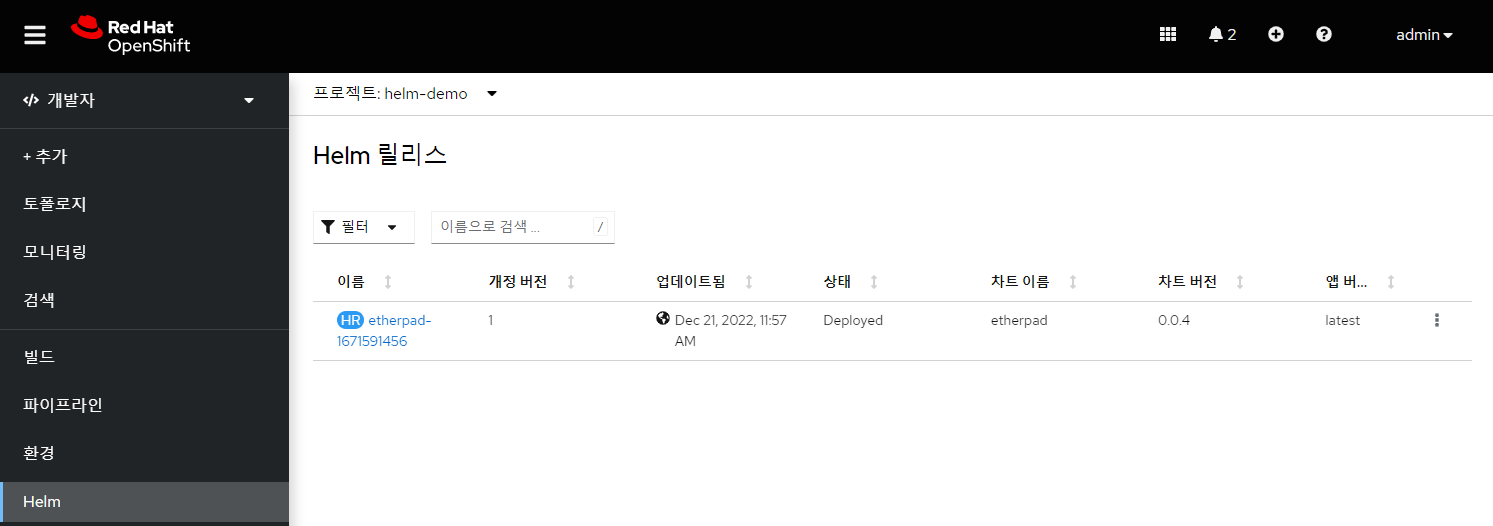 Red Hat
OpenShift
2
admin
개발자
+ 추가
토폴로지
모니터링
검색
빌드
파이프라인
환경
Helm
프로젝트: helm-demo
Helm 릴리스
필터
이름으로 검색 ...
/
이름 개정 버전 업데이트됨 상태 차트 이름 차트 버전 앱 버...
HR etherpad- 1 Dec 21, 2022, 11:57 Deployed etherpad 0.0.4 latest
1671591456 AM